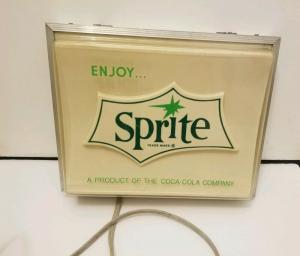 ENJOY...
Sprite
TRADE MARK ®
A PRODUCT OF THE COCA-COLA COMPANY